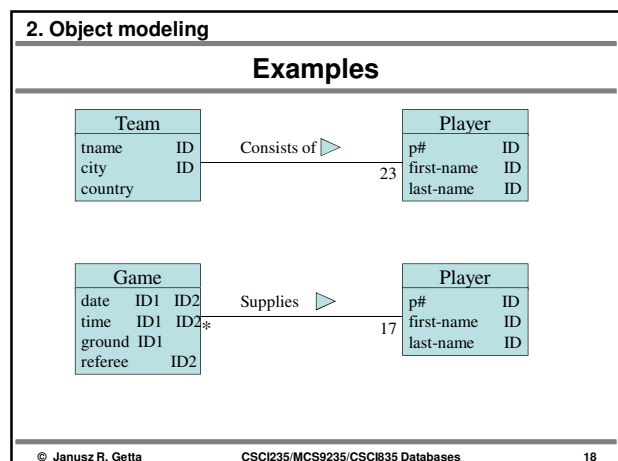 2. Object modeling
Examples
Team
tname ID
city ID
country
Consists of
23
Player
p# ID
first-name ID
last-name ID
Game
date ID1 ID2
time ID1 ID2
ground ID1
referee ID2
*
Supplies
17
Player
p# ID
first-name ID
last-name ID
© Janusz R. Getta CSCI235/MCS9235/CSCI835 Databases 18